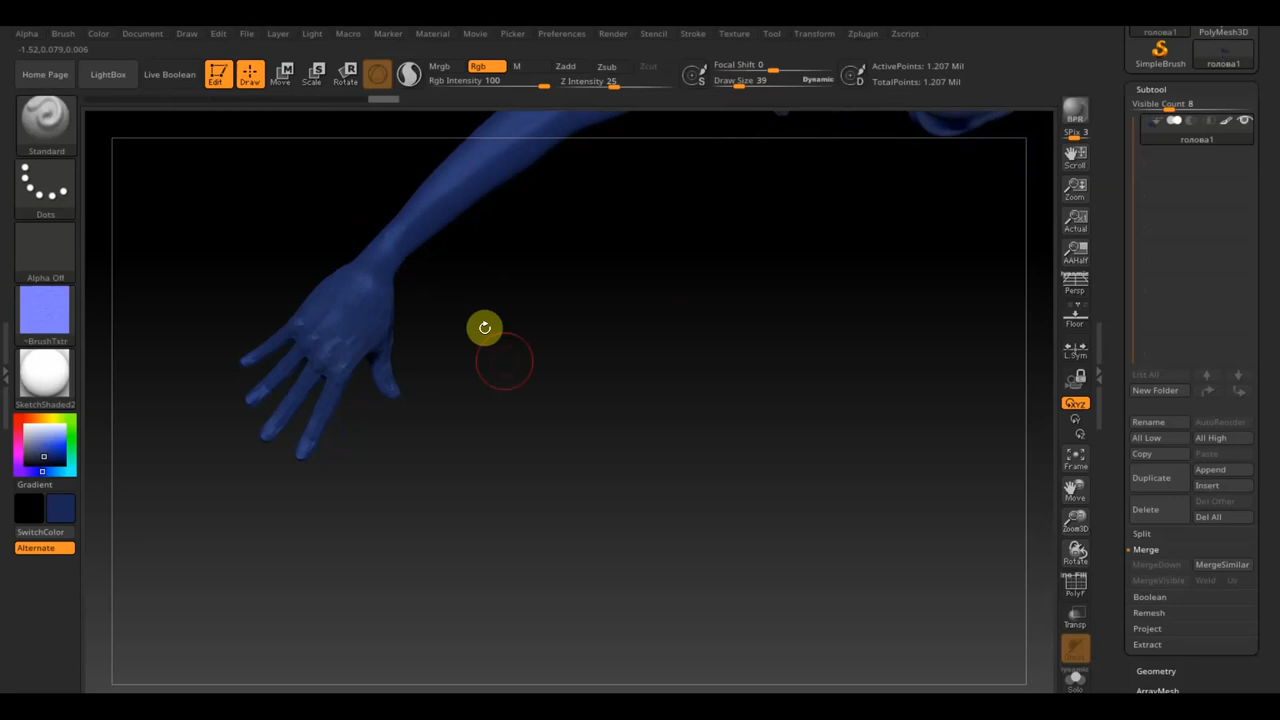 Alpha Brush Color Document Draw Edit File Layer Light Macro Marker Material Movie Picker Preferences Render Stencil Stroke Texture Tool Transform Zplugin Zscript
-1.52,0.079,0.006
Home Page LightBox Live Boolean Edit Draw Move Scale Rotate
Mrgb Rgb M
Rgb Intensity 100
Zadd Zsub Zcut
Z Intensity 25
S
Focal Shift 0
Draw Size 39 Dynamic
D
ActivePoints: 1.207 Mil
TotalPoints: 1.207 Mil
Standard
Dots
Alpha Off
~BrushTxtr
SketchShaded2
Gradient
SwitchColor
Alternate
BPR
SPix 3
Scroll
Zoom
Actual
AAHalf
Dynamic
Persp
Floor
L.Sym
XYZ
Frame
Move
Zoom3D
Rotate
PolyF
Transp
Dynamic
Solo
голова1 PolyMesh3D
SimpleBrush голова1
Subtool
Visible Count 8
голова1
List All
New Folder
Rename AutoReorder
All Low All High
Copy Paste
Duplicate Append
Insert
Delete Del Other
Del All
Split
Merge
MergeDown MergeSimilar
MergeVisible Weld Uv
Boolean
Remesh
Project
Extract
Geometry
ArrayMesh